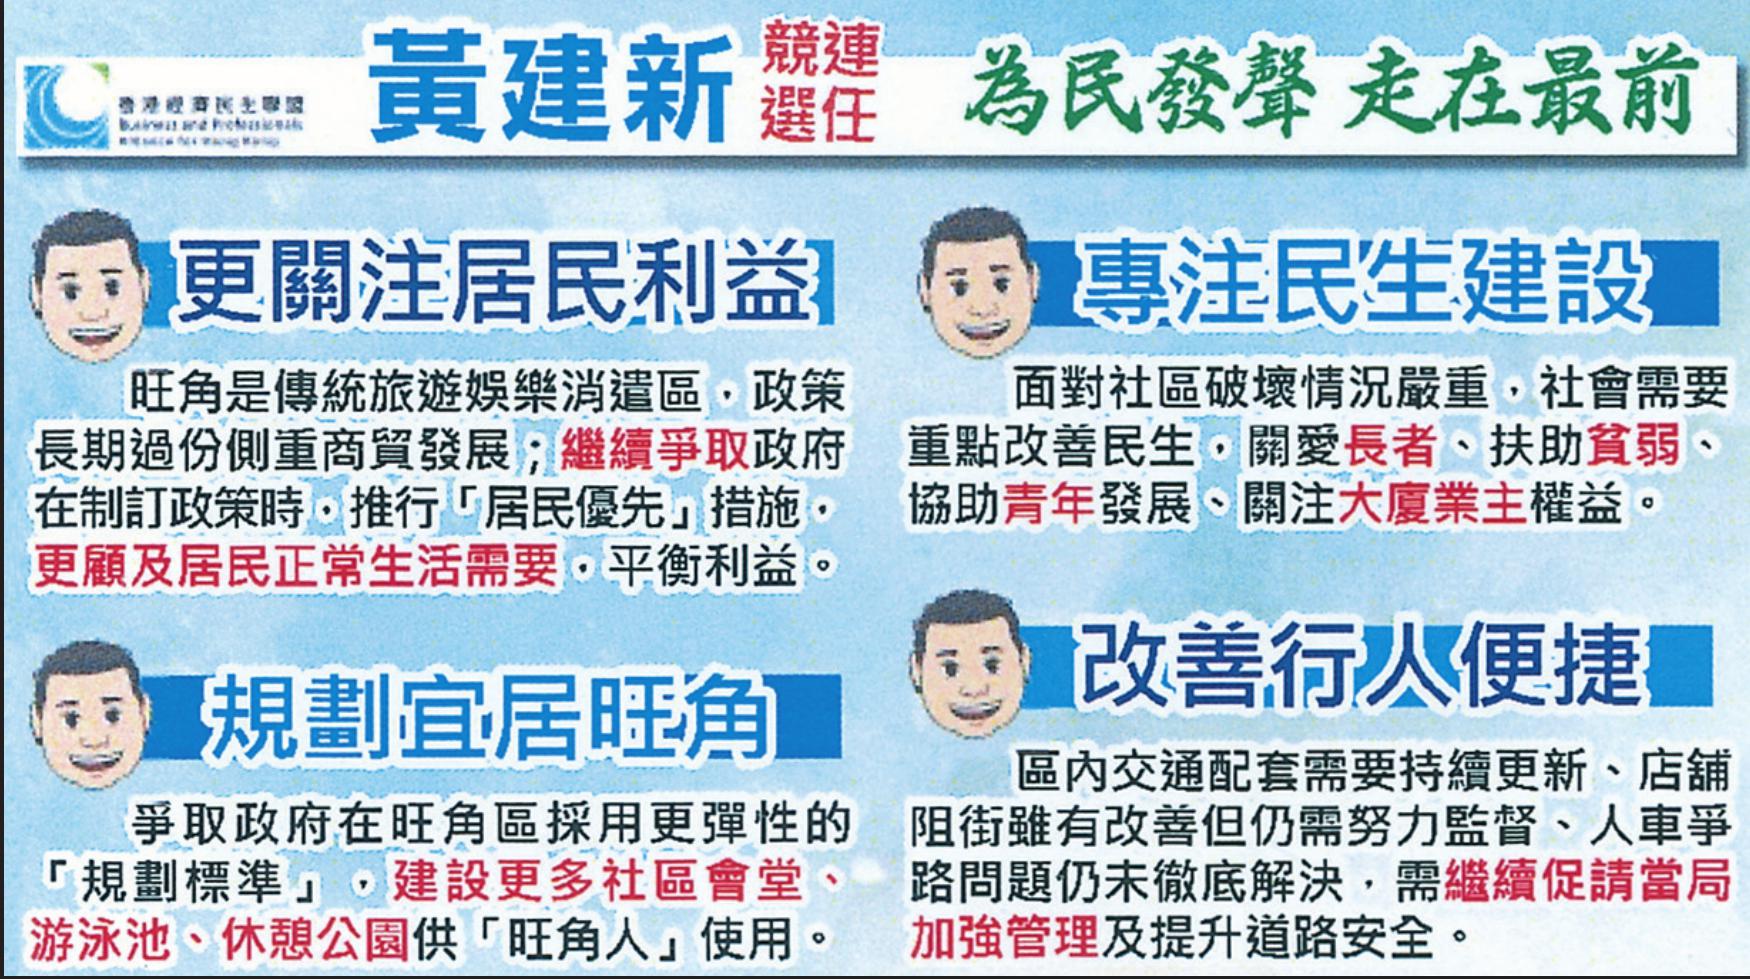 香港經濟民生聯盟
Business and Professionals
Alliance for Hong Kong
黃建新
競選
連任
為民發聲 走在最前
更關注居民利益
旺角是傳統旅遊娛樂消遣區，政策
長期過份側重商貿發展；繼續爭取政府
在制訂政策時，推行「居民優先」措施，
更顧及居民正常生活需要，平衡利益。
專注民生建設
面對社區破壞情況嚴重，社會需要
重點改善民生，關愛長者、扶助貧弱、
協助青年發展、關注大廈業主權益。
規劃宜居旺角
爭取政府在旺角區採用更彈性的
「規劃標準」，建設更多社區會堂、
游泳池、休憩公園供「旺角人」使用。
改善行人便捷
區內交通配套需要持續更新、店舖
阻街雖有改善但仍需努力監督、人車爭
路問題仍未徹底解決，需繼續促請當局
加強管理及提升道路安全。